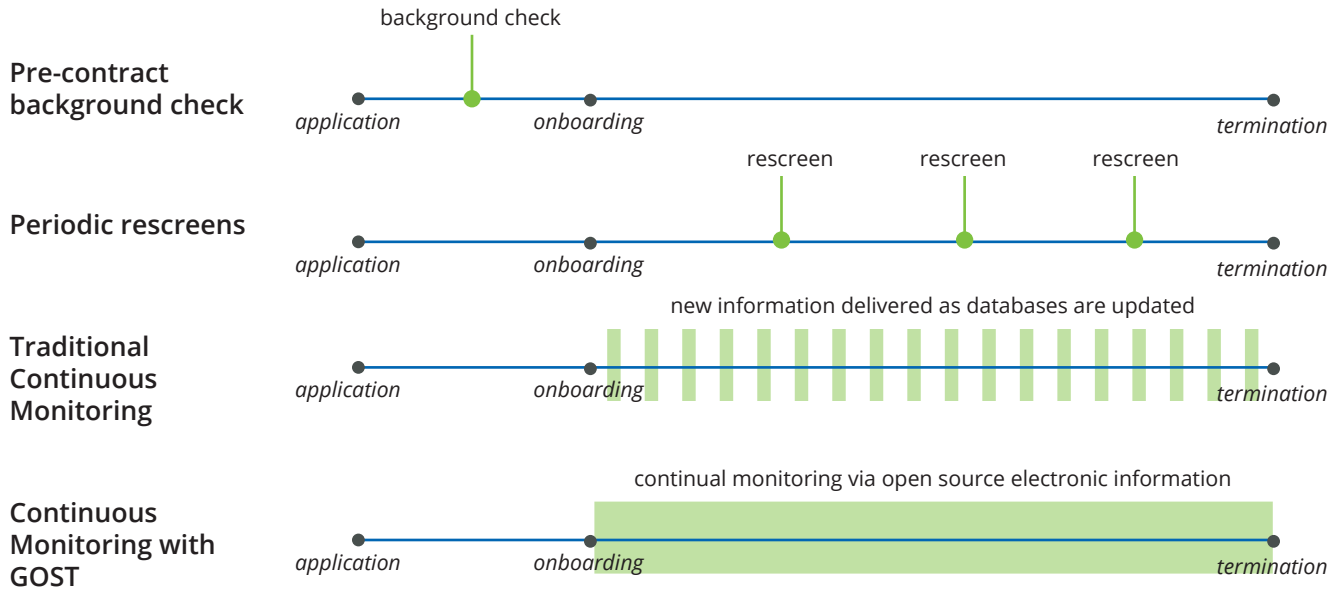 background check
Pre-contract
background check
application
onboarding
termination
rescreen
rescreen
rescreen
Periodic rescreens
application
onboarding
termination
new information delivered as databases are updated
Traditional
Continuous
Monitoring
application
onboarding
termination
continual monitoring via open source electronic information
Continuous
Monitoring with
GOST
application
onboarding
termination